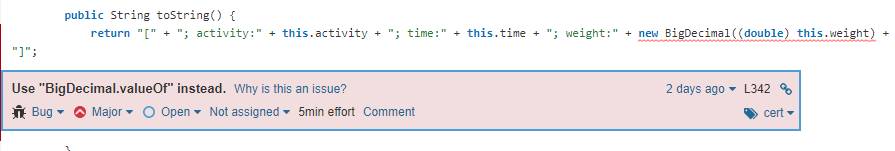 public String toString() {
return "[" + "; activity:" + this.activity + "; time:" + this.time + "; weight:" + new BigDecimal((double) this.weight) +
"]";
Use "BigDecimal.valueOf" instead. Why is this an issue? 2 days ago L342
Bug Major Open Not assigned 5min effort Comment cert
}